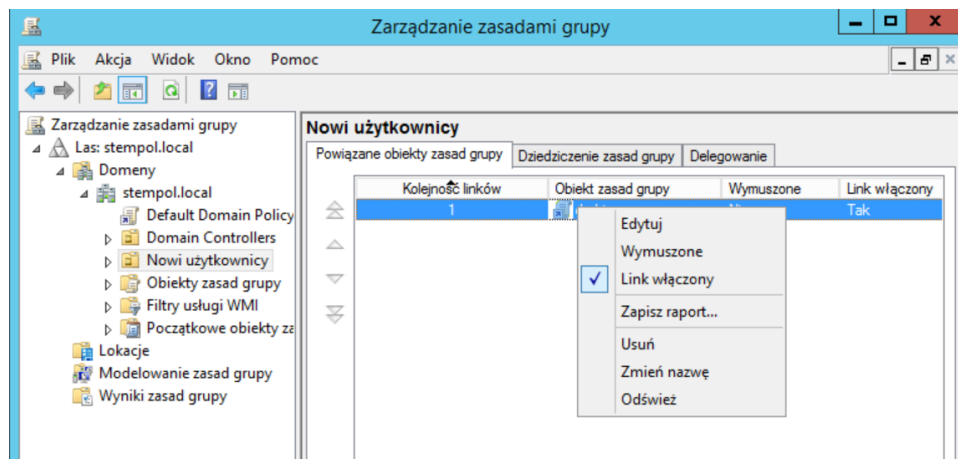 Zarządzanie zasadami grupy
Plik Akcja Widok Okno Pomoc
Zarządzanie zasadami grupy
Las: stempol.local
Domeny
stempol.local
Default Domain Policy
Domain Controllers
Nowi użytkownicy
Obiekty zasad grupy
Filtry usługi WMI
Początkowe obiekty za
Lokacje
Modelowanie zasad grupy
Wyniki zasad grupy
Nowi użytkownicy
Powiązane obiekty zasad grupy Dziedziczenie zasad grupy Delegowanie
Kolejność linków Obiekt zasad grupy Wymuszone Link włączony
1 Tak
Edytuj
Wymuszone
Link włączony
Zapisz raport...
Usuń
Zmień nazwę
Odśwież